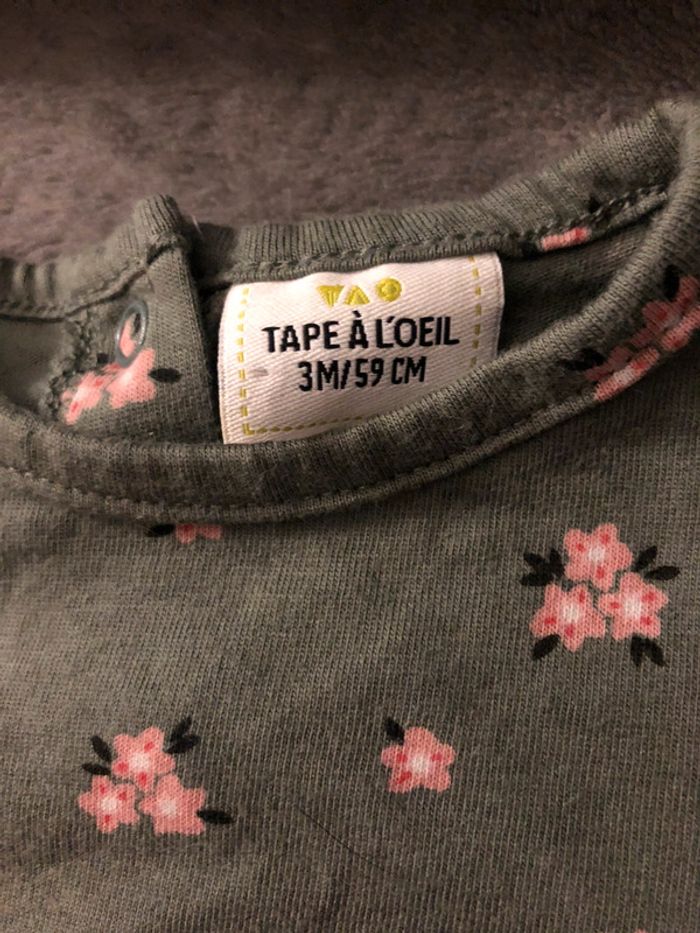 TAPE À L'OEIL
3M/59 CM